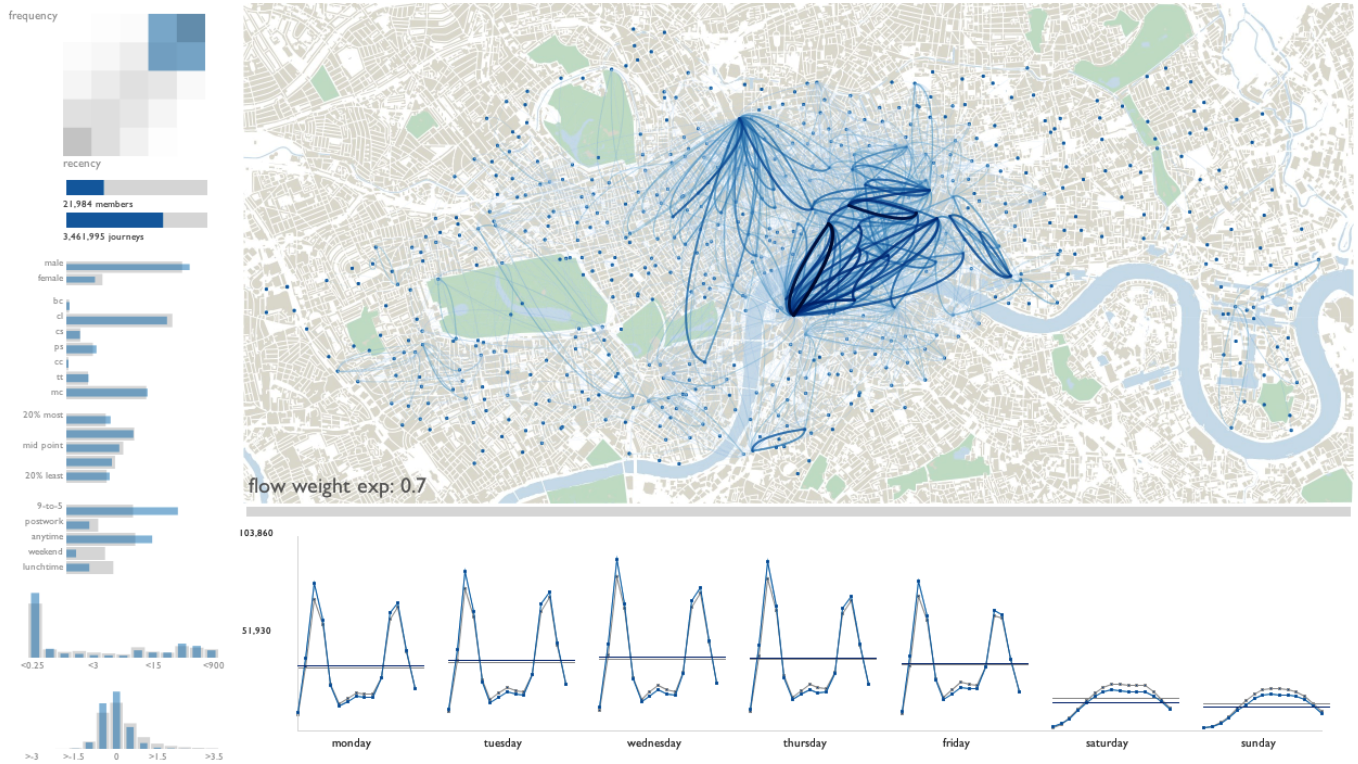 frequency
recency
21,984 members
3,461,995 journeys
male
female
bc
cl
cs
ps
cc
tt
mc
20% most
mid point
20% least
9-to-5
postwork
anytime
weekend
lunchtime
<0.25 <3 <15 <900
>-3 >-1.5 0 >1.5 >3.5
flow weight exp: 0.7
103,860
51,930
monday tuesday wednesday thursday friday saturday sunday